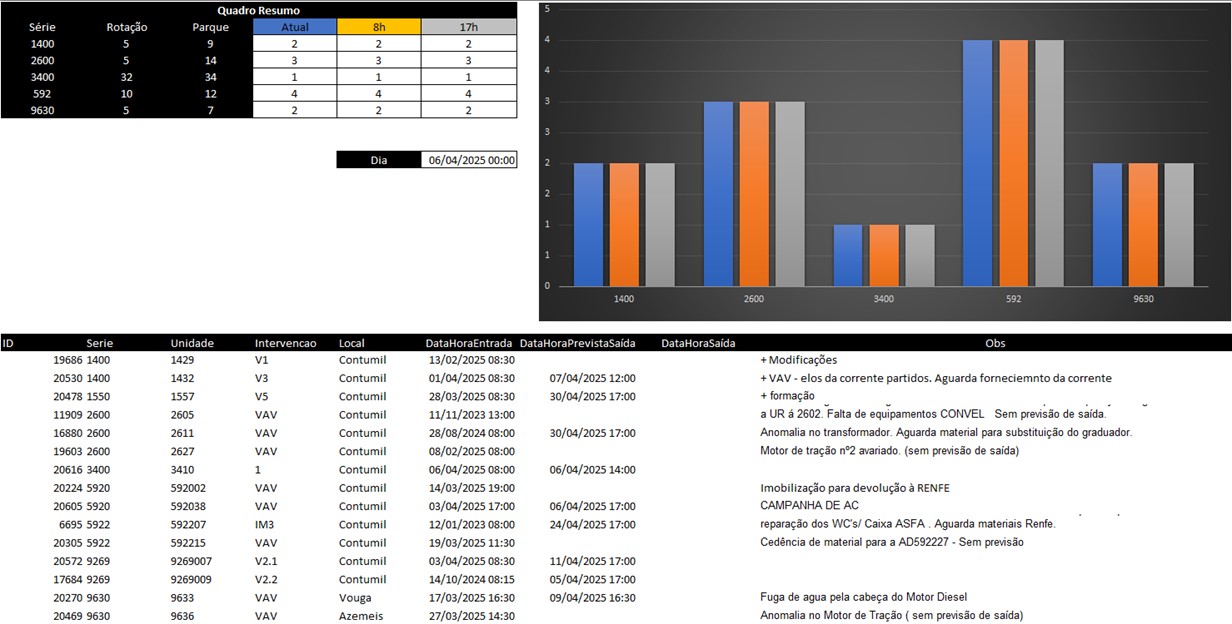 Quadro Resumo
Série Rotação Parque Atual 8h 17h
1400 5 9 2 2 2
2600 5 14 3 3 3
3400 32 34 1 1 1
592 10 12 4 4 4
9630 5 7 2 2 2
Dia 06/04/2025 00:00
5
4
4
3
3
2
2
1
1
0
1400 2600 3400 592 9630
ID Serie Unidade Intervencao Local DataHoraEntrada DataHoraPrevistaSaída DataHoraSaída Obs
19686 1400 1429 V1 Contumil 13/02/2025 08:30 + Modificações
20530 1400 1432 V3 Contumil 01/04/2025 08:30 07/04/2025 12:00 + VAV - elos da corrente partidos. Aguarda forneciemnto da corrente
20478 1550 1557 V5 Contumil 28/03/2025 08:30 30/04/2025 17:00 + formação
11909 2600 2605 VAV Contumil 11/11/2023 13:00 a UR á 2602. Falta de equipamentos CONVEL Sem previsão de saída.
16880 2600 2611 VAV Contumil 28/08/2024 08:00 30/04/2025 17:00 Anomalia no transformador. Aguarda material para substituição do graduador.
19603 2600 2627 VAV Contumil 08/02/2025 08:00 Motor de tração nº2 avariado. (sem previsão de saída)
20616 3400 3410 1 Contumil 06/04/2025 08:00 06/04/2025 14:00
20224 5920 592002 VAV Contumil 14/03/2025 19:00 Imobilização para devolução à RENFE
20605 5920 592038 VAV Contumil 03/04/2025 17:00 06/04/2025 17:00 CAMPANHA DE AC
6695 5922 592207 IM3 Contumil 12/01/2023 08:00 24/04/2025 17:00 reparação dos WC's/ Caixa ASFA . Aguarda materiais Renfe.
20305 5922 592215 VAV Contumil 19/03/2025 11:30 Cedência de material para a AD592227 - Sem previsão
20572 9269 9269007 V2.1 Contumil 03/04/2025 08:30 11/04/2025 17:00
17684 9269 9269009 V2.2 Contumil 14/10/2024 08:15 05/04/2025 17:00
20270 9630 9633 VAV Vouga 17/03/2025 16:30 09/04/2025 16:30 Fuga de agua pela cabeça do Motor Diesel
20469 9630 9636 VAV Azemeis 27/03/2025 14:30 Anomalia no Motor de Tração ( sem previsão de saída)